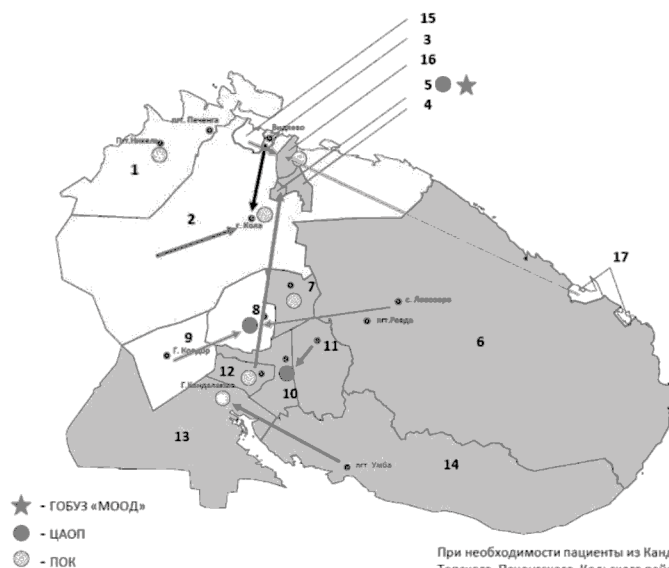 15
3
16
5
4
пгт. Печенга
Видяево
Пгт.Никель
1
2
г. Кола
17
7
с. Ловозеро
8
пгт.Ревда
6
9
11
Г. Ковдор
12
10
Г.Кандалакша
13
14
пгт Умба
- ГОБУЗ «МООД»
- ЦАОП
- ПОК
При необходимости пациенты из